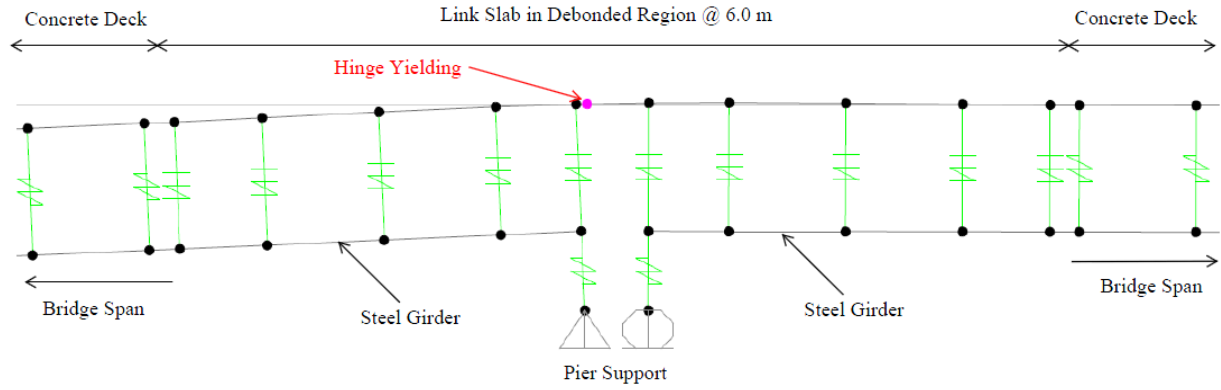 Concrete Deck
Link Slab in Debonded Region @ 6.0 m
Concrete Deck
Hinge Yielding
Bridge Span
Steel Girder
Steel Girder
Bridge Span
Pier Support